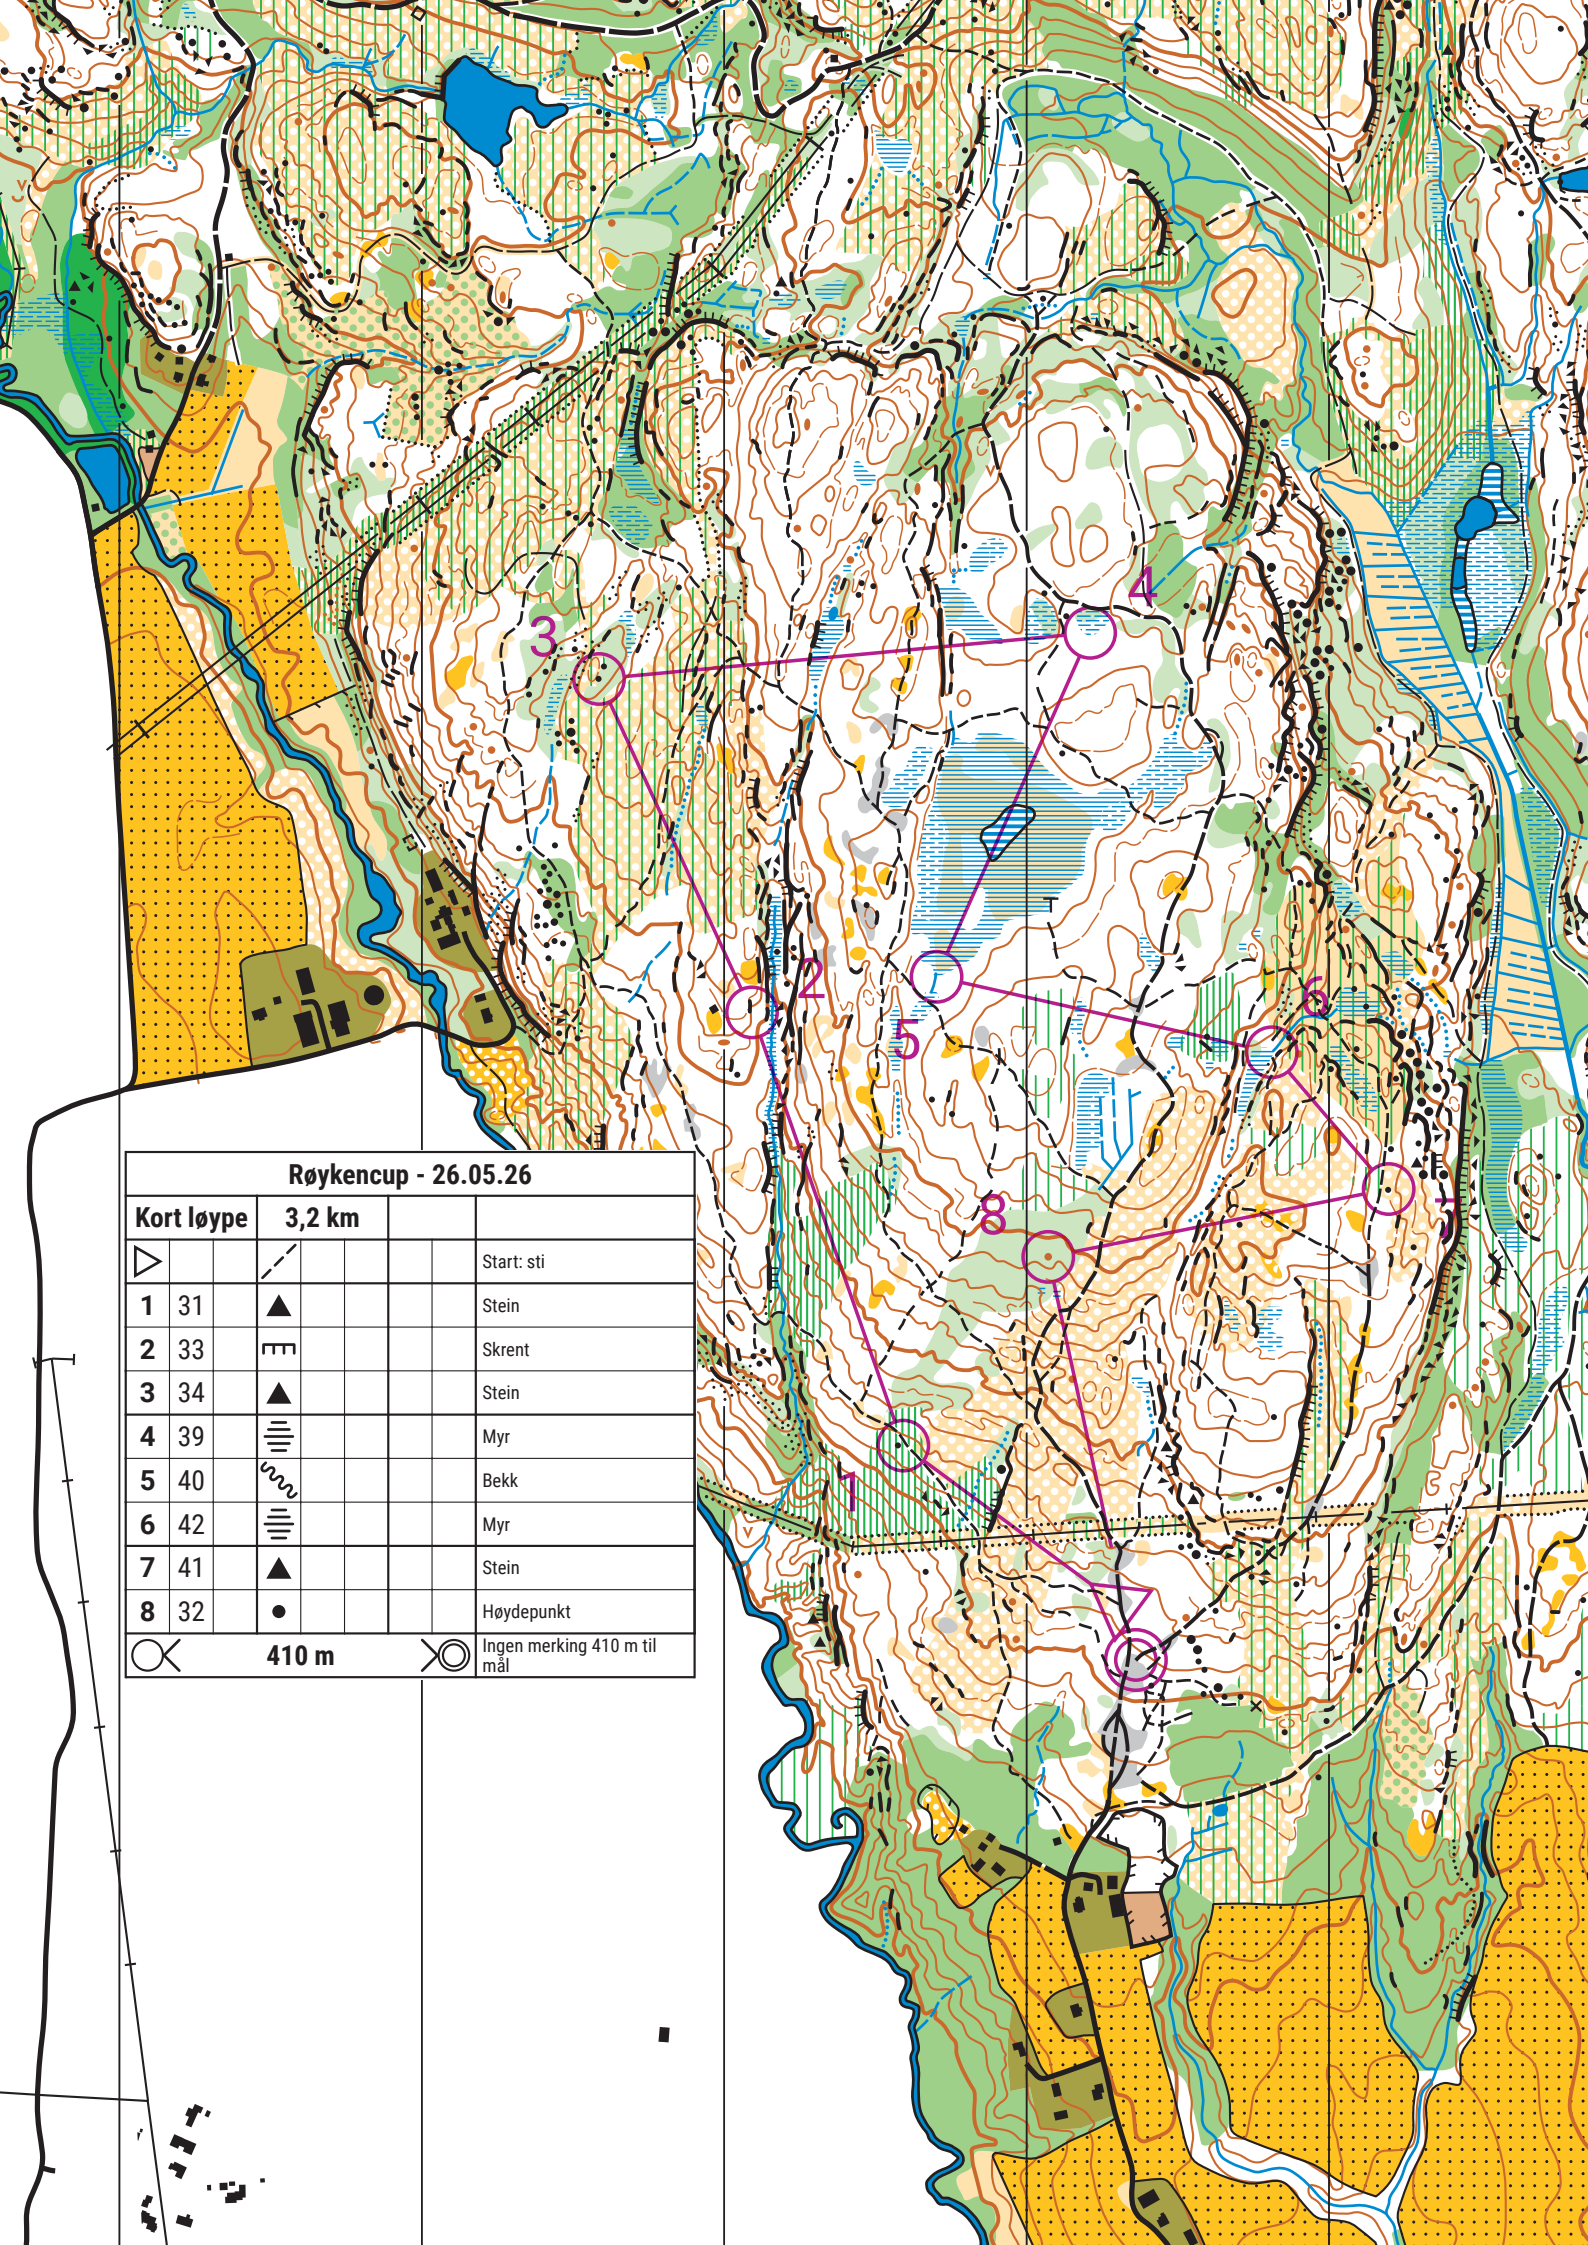 4
3
2
6
5
7
8
1
Røykencup - 26.05.26
Kort løype 3,2 km
Start: sti
1 31 Stein
2 33 Skrent
3 34 Stein
4 39 Myr
5 40 Bekk
6 42 Myr
7 41 Stein
8 32 Høydepunkt
410 m Ingen merking 410 m til
mål